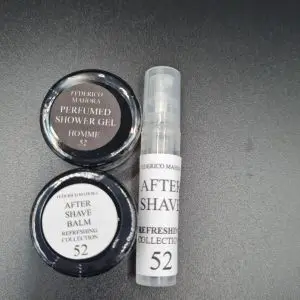 FEDERICO
MAHORA
PERFUMED
SHOWER GEL
HOMME
52
FEDERICO MAHORA
AFTER
SHAVE
BALM
REFRESHING
COLLECTION
52
FEDERICO MAHORA
AFTER
SHAVE
REFRESHING
COLLECTION
52